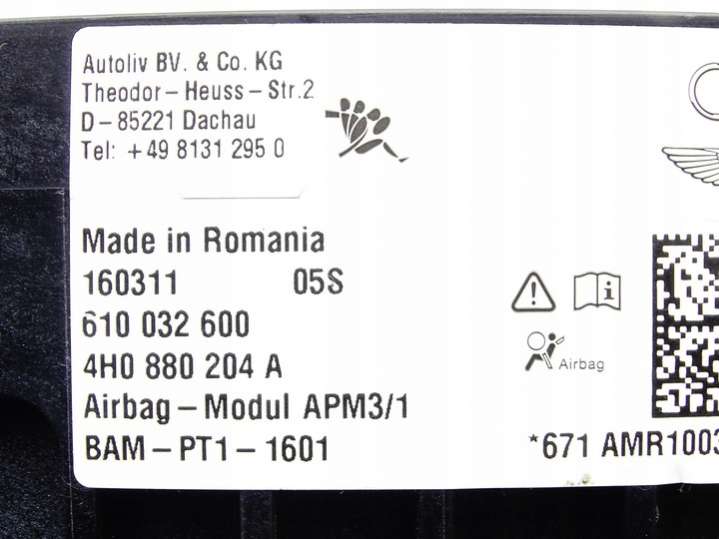 Autoliv BV. & Co. KG
Theodor – Heuss – Str.2
D – 85221 Dachau
Tel: +49 8131 295 0
Made in Romania
160311 05S
610 032 600
4H0 880 204 A
Airbag
Airbag – Modul APM3/1
BAM – PT1 – 1601
*671 AMR1003